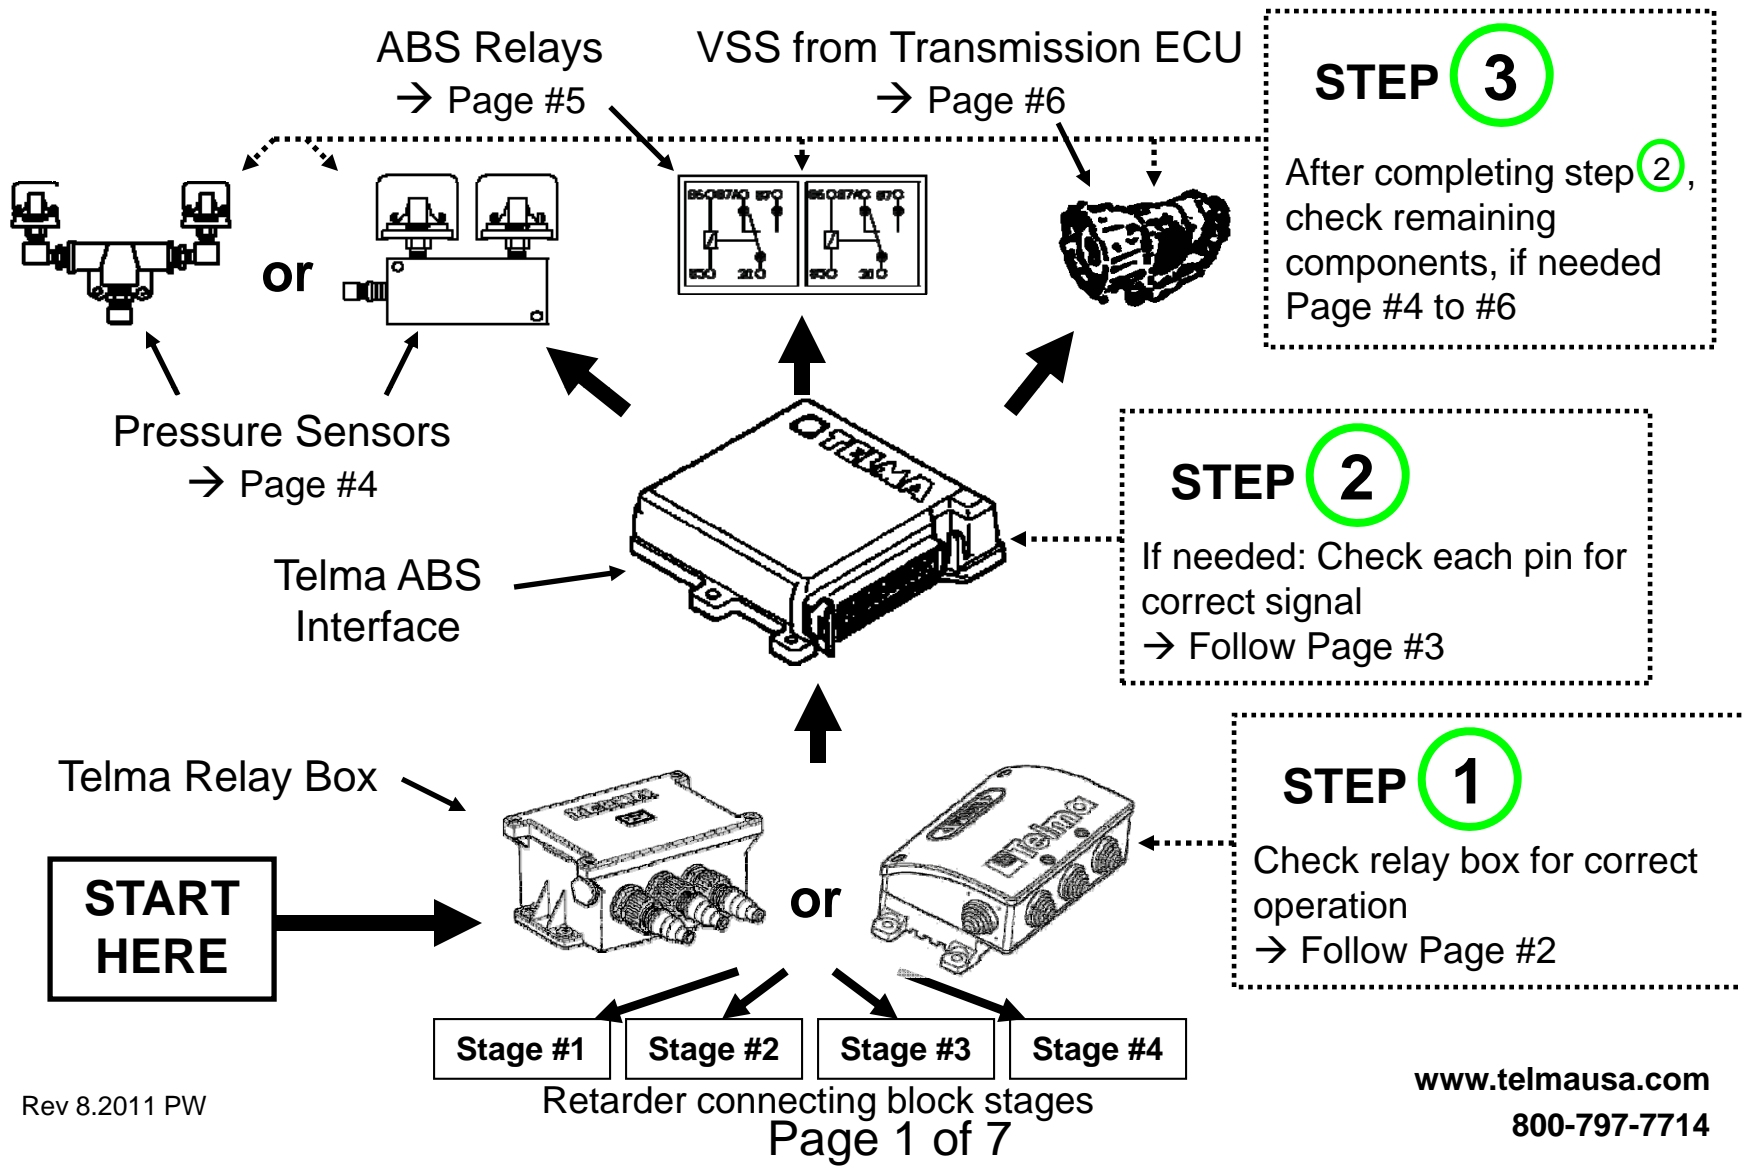 ABS Relays
→ Page #5
VSS from Transmission ECU
→ Page #6
STEP 3
After completing step 2,
check remaining
components, if needed
Page #4 to #6
or
Pressure Sensors
→ Page #4
TELMA
STEP 2
If needed: Check each pin for
correct signal
→ Follow Page #3
Telma ABS
Interface
Telma Relay Box
STEP 1
Check relay box for correct
operation
→ Follow Page #2
START
HERE
or
Telma
Stage #1
Stage #2
Stage #3
Stage #4
Retarder connecting block stages
Page 1 of 7
Rev 8.2011 PW
www.telmausa.com
800-797-7714